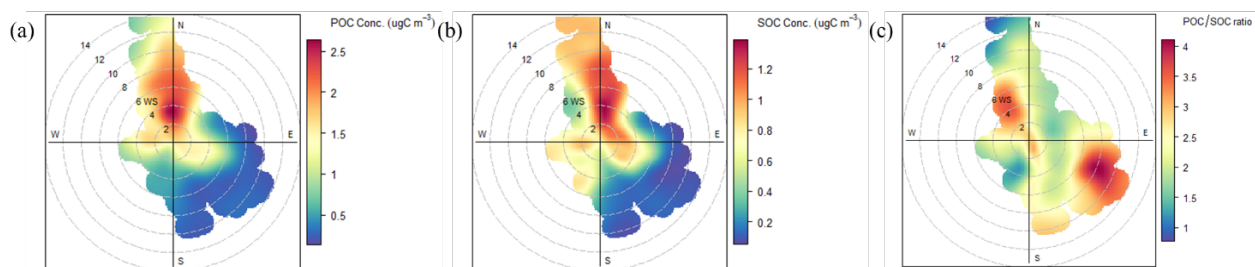 (a)
POC Conc. (ugC m⁻³)
N
14
12
10
8
6 WS
4
2
W
E
S
2.5
2.0
1.5
1.0
0.5
(b)
SOC Conc. (ugC m⁻³)
N
14
12
10
8
6 WS
4
2
W
E
S
1.2
1.0
0.8
0.6
0.4
0.2
(c)
POC/SOC ratio
N
14
12
10
8
6 WS
4
2
W
E
S
4
3.5
3
2.5
2
1.5
1